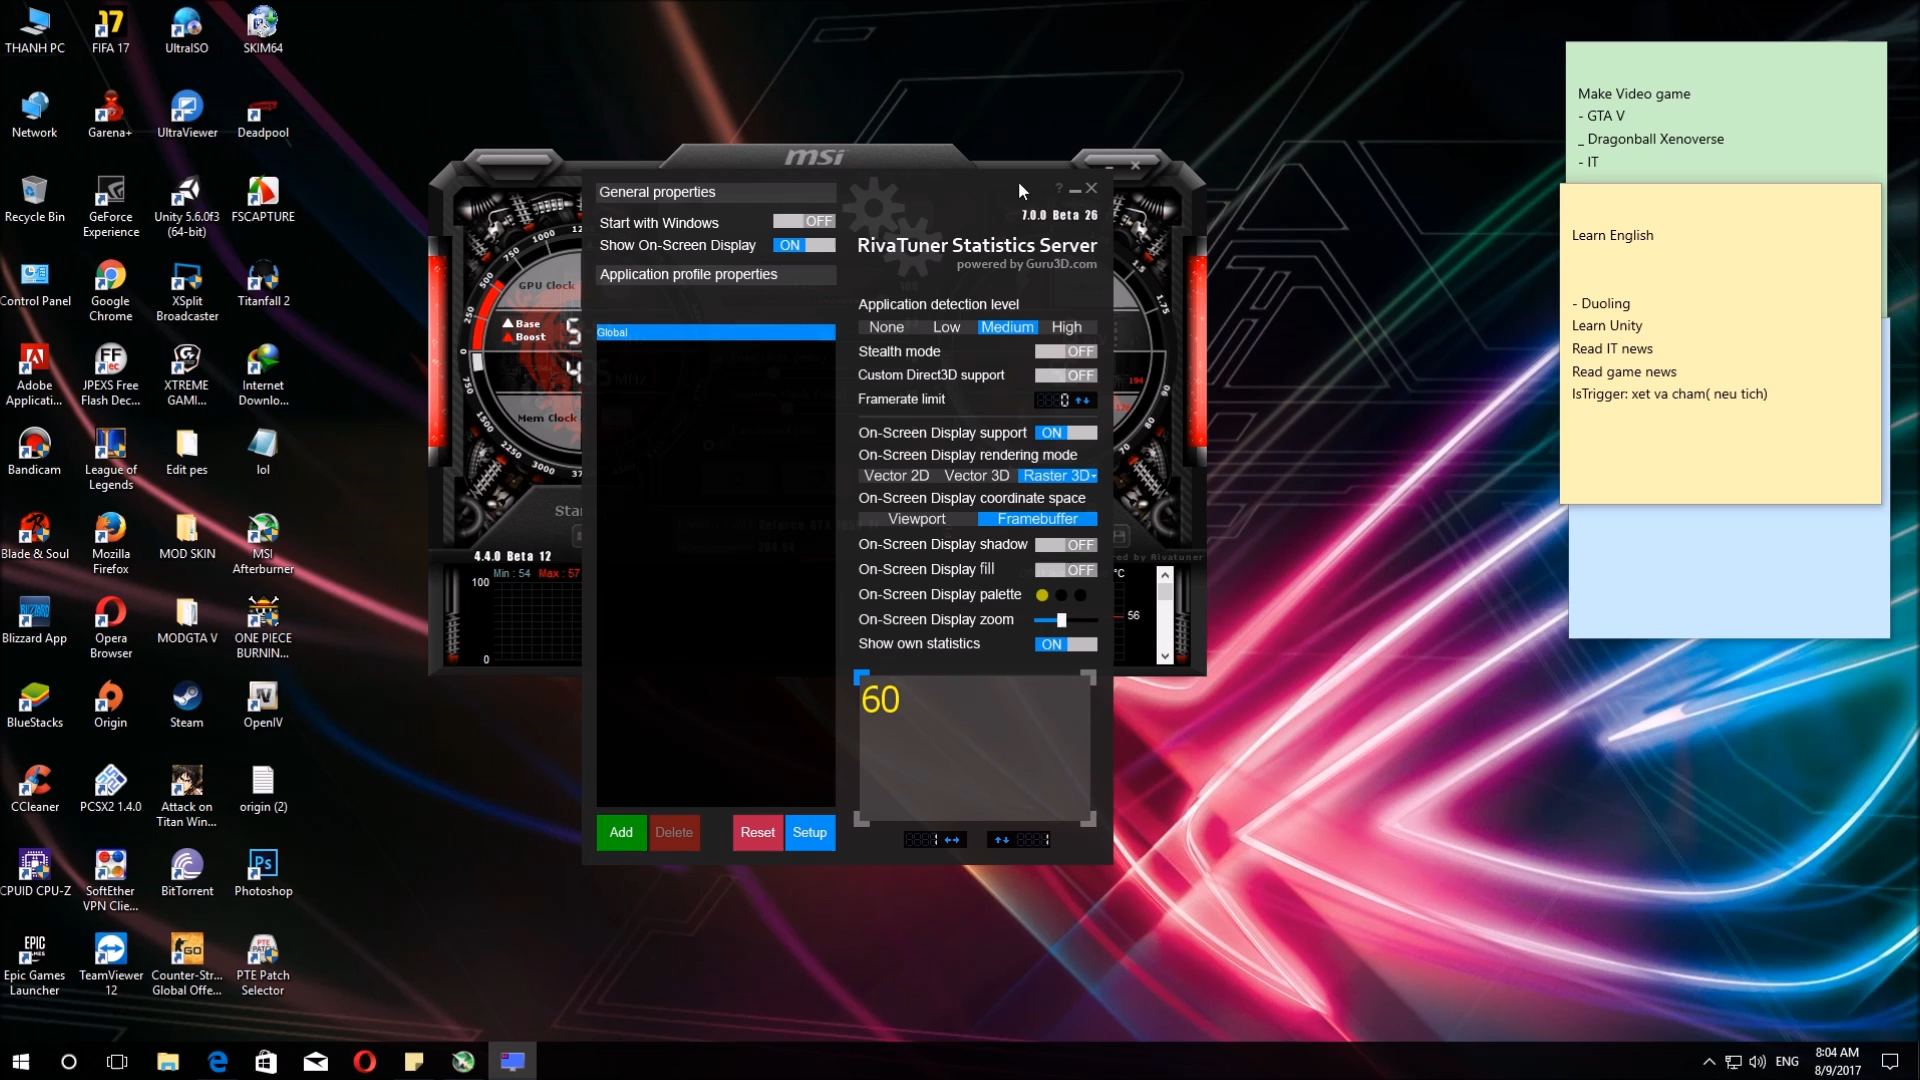 THANH PC
FIFA 17
UltraISO
SKIM64
Network
Garena+
UltraViewer
Deadpool
Recycle Bin
GeForce
Experience
Unity 5.6.0f3
(64-bit)
FSCAPTURE
Control Panel
Google
Chrome
XSplit
Broadcaster
Titanfall 2
Adobe
Applicati...
JPEXS Free
Flash Dec...
XTREME
GAMI...
Internet
Downlo...
Bandicam
League of
Legends
Edit pes
lol
Blade & Soul
Mozilla
Firefox
MOD SKIN
MSI
Afterburner
Blizzard App
Opera
Browser
MODGTA V
ONE PIECE
BURNIN...
BlueStacks
Origin
Steam
OpenIV
CCleaner
PCSX2 1.4.0
Attack on
Titan Win...
origin (2)
CPUID CPU-Z
SoftEther
VPN Clie...
BitTorrent
Photoshop
Epic Games
Launcher
TeamViewer
12
Counter-Str...
Global Offe...
PTE Patch
Selector
msi
GPU Clock
Base
Boost
Mem Clock
4.4.0 Beta 12
Min : 54 Max : 57
100
0
°C
56
General properties
Start with Windows OFF
Show On-Screen Display ON
Application profile properties
Global
Add
Delete
Reset
Setup
7.0.0 Beta 26
RivaTuner Statistics Server
powered by Guru3D.com
Application detection level
None Low Medium High
Stealth mode OFF
Custom Direct3D support OFF
Framerate limit 0
On-Screen Display support ON
On-Screen Display rendering mode
Vector 2D Vector 3D Raster 3D
On-Screen Display coordinate space
Viewport Framebuffer
On-Screen Display shadow OFF
On-Screen Display fill OFF
On-Screen Display palette
On-Screen Display zoom
Show own statistics ON
60
Make Video game
- GTA V
_ Dragonball Xenoverse
- IT
Learn English
- Duoling
Learn Unity
Read IT news
Read game news
IsTrigger: xet va cham( neu tich)
ENG
8:04 AM
8/9/2017